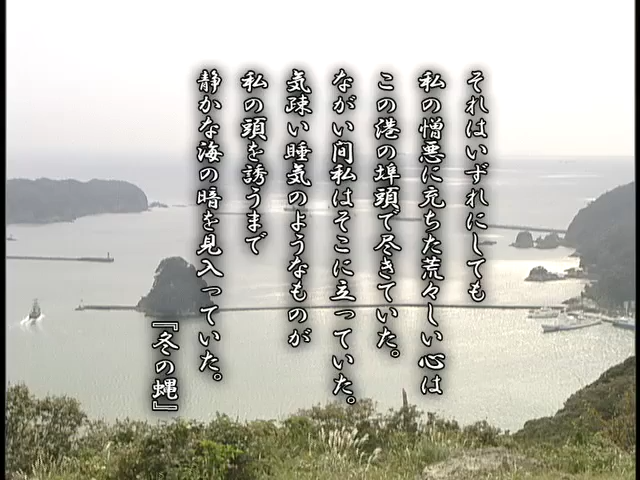 それはいずれにしても
私の憎悪に充ちた荒々しい心は
この港の埠頭で尽きていた。
ながい間私はそこに立っていた。
気疎い睡気のようなものが
私の頭を誘うまで
静かな海の暗を見入っていた。
『冬の蝿』